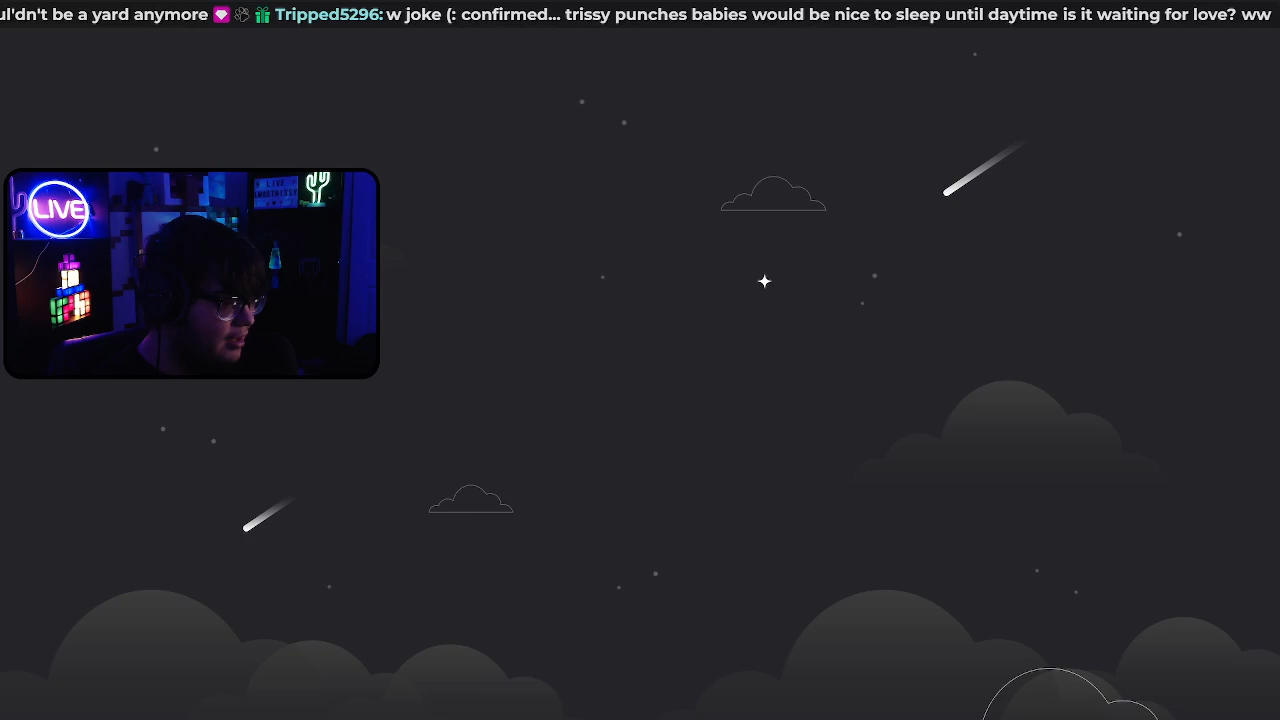 ul'dn't be a yard anymore Tripped5296: w joke (: confirmed... trissy punches babies would be nice to sleep until daytime is it waiting for love? ww
LIVE
LIVE